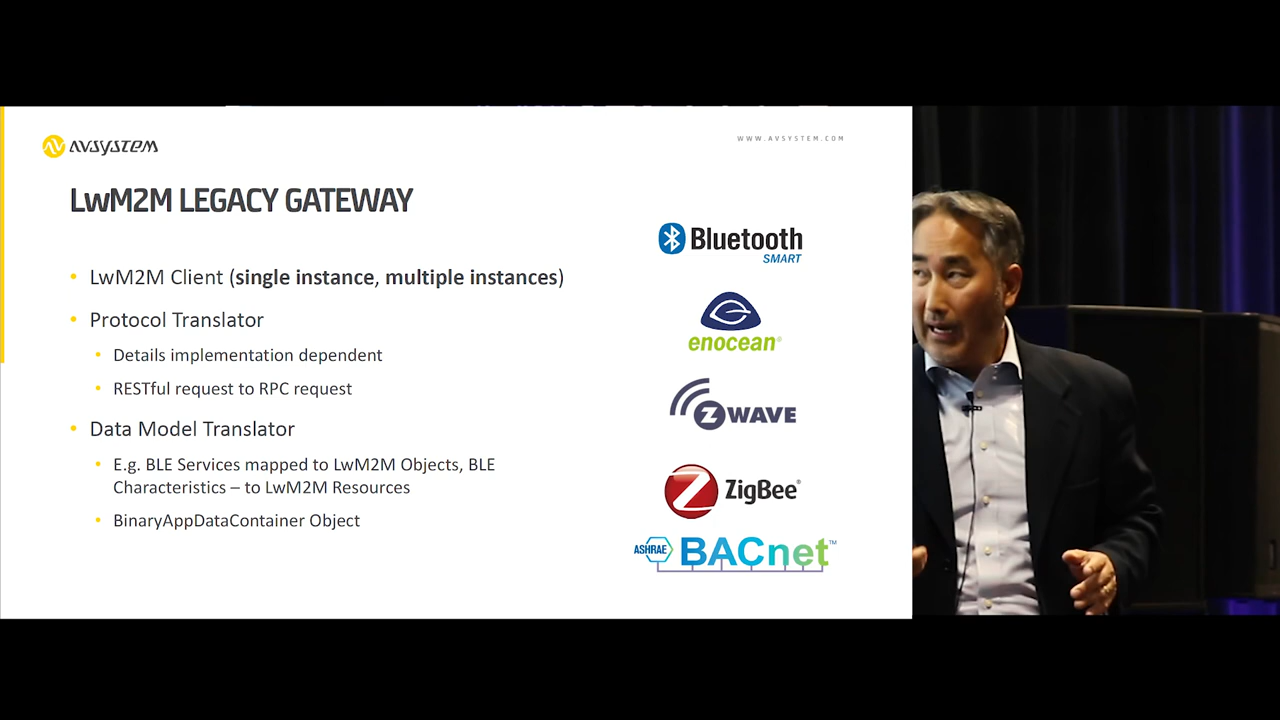 AVSYSTEM
WWW.AVSYSTEM.COM
LwM2M LEGACY GATEWAY
• LwM2M Client (single instance, multiple instances)
• Protocol Translator
• Details implementation dependent
• RESTful request to RPC request
• Data Model Translator
• E.g. BLE Services mapped to LwM2M Objects, BLE
Characteristics – to LwM2M Resources
• BinaryAppDataContainer Object
Bluetooth
SMART
enocean®
Z WAVE
ZigBee®
ASHRAE BACnet™